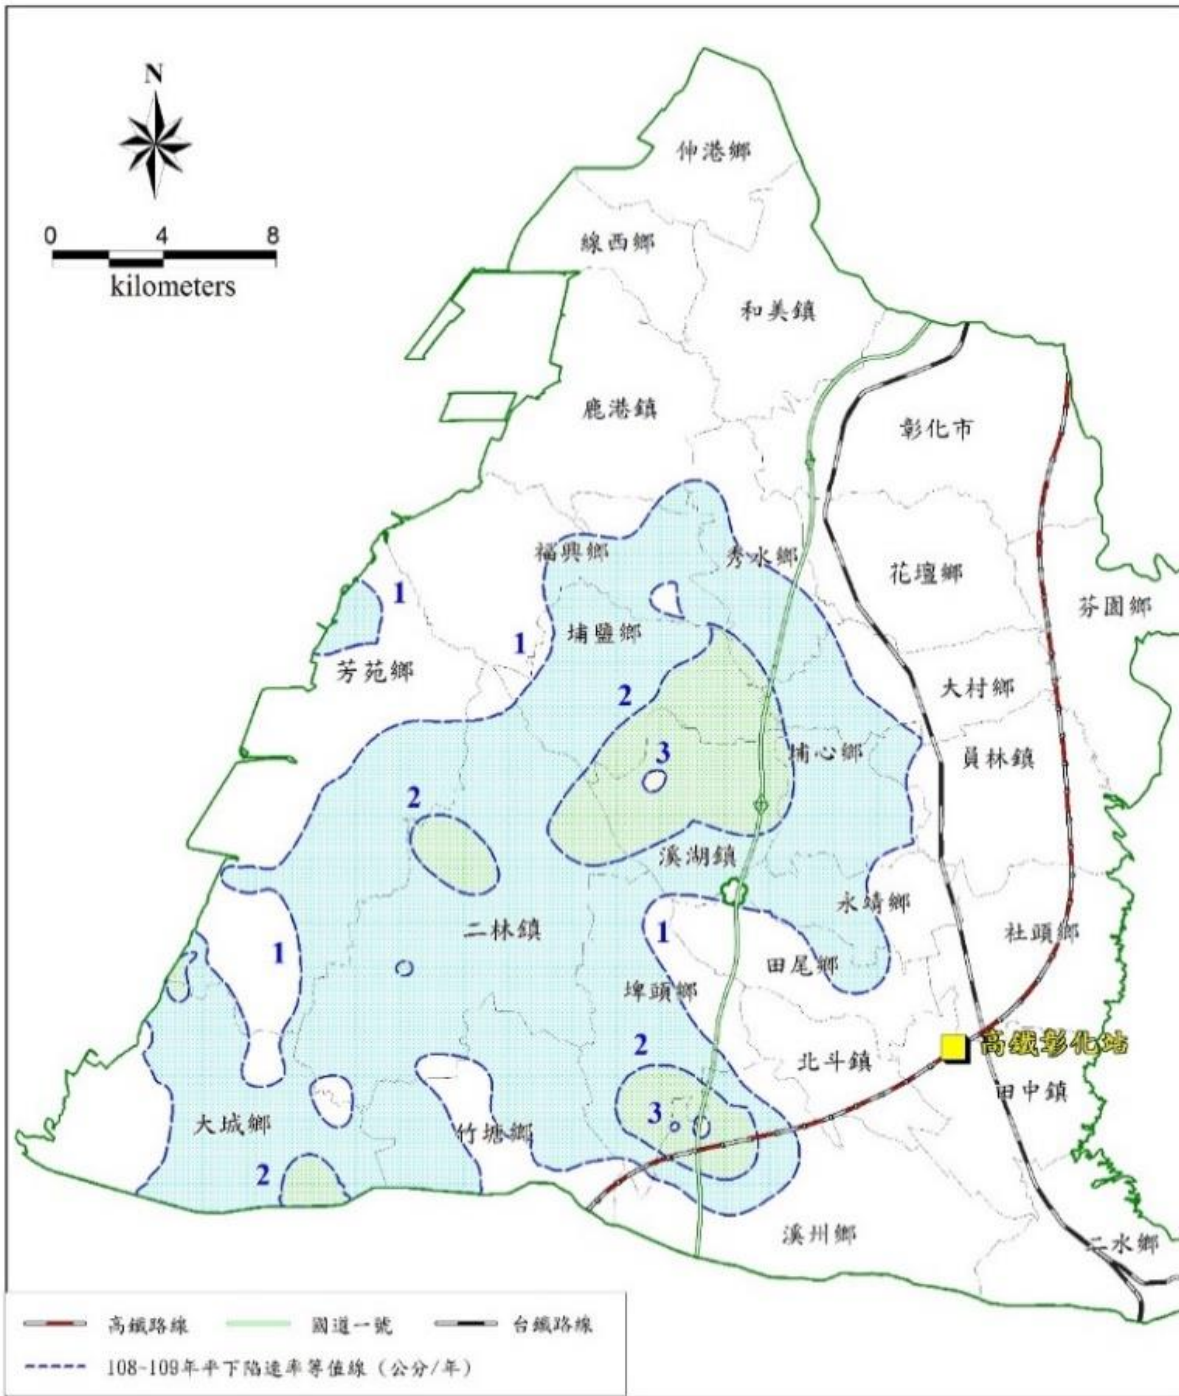 N
0 4 8
kilometers
伸港鄉
線西鄉
和美鎮
鹿港鎮
彰化市
福興鄉
秀水鄉
花壇鄉
芬園鄉
1
1
埔鹽鄉
芳苑鄉
大村鄉
2
3
埔心鄉
員林鎮
2
溪湖鎮
永靖鄉
二林鎮
1
1
社頭鄉
田尾鄉
埤頭鄉
2
北斗鎮
高鐵彰化站
田中鎮
3
大城鄉
竹塘鄉
2
溪州鄉
二水鄉
高鐵路線 國道一號 台鐵路線
108~109年平下陷速率等值線 (公分/年)